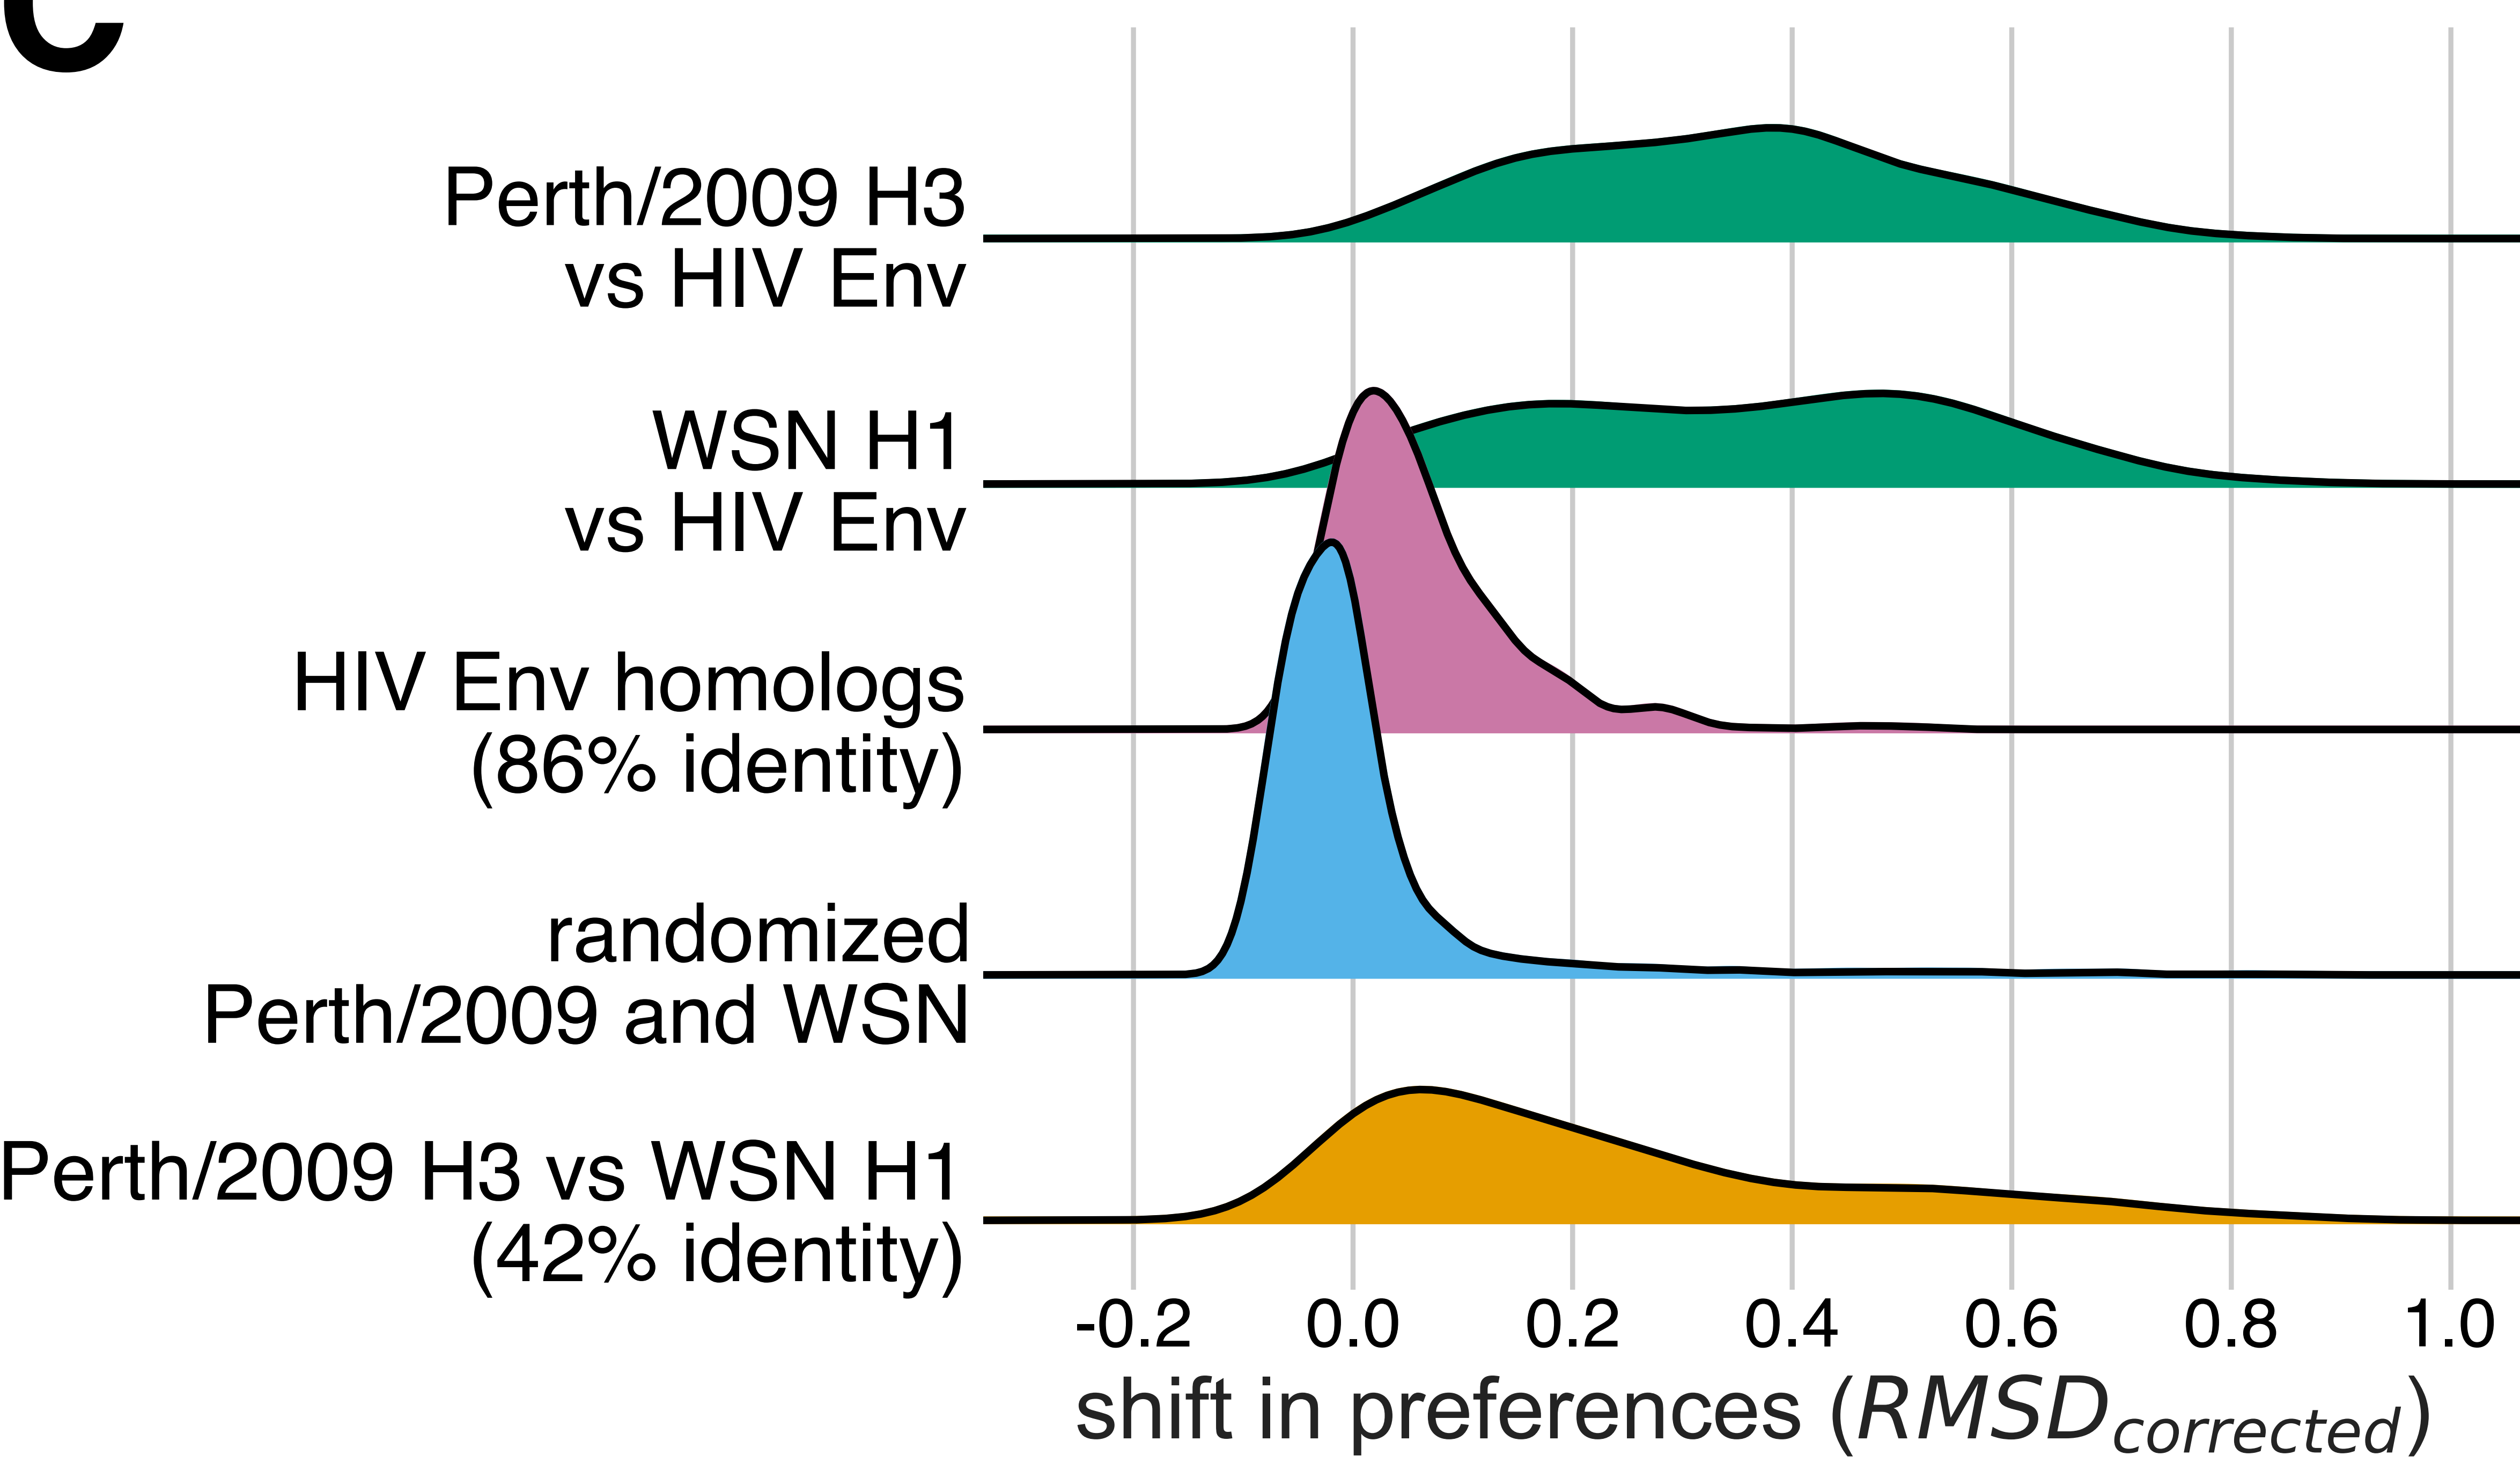 C
Perth/2009 H3
vs HIV Env
WSN H1
vs HIV Env
HIV Env homologs
(86% identity)
randomized
Perth/2009 and WSN
Perth/2009 H3 vs WSN H1
(42% identity)
-0.2 0.0 0.2 0.4 0.6 0.8 1.0
shift in preferences (RMSD_corrected)